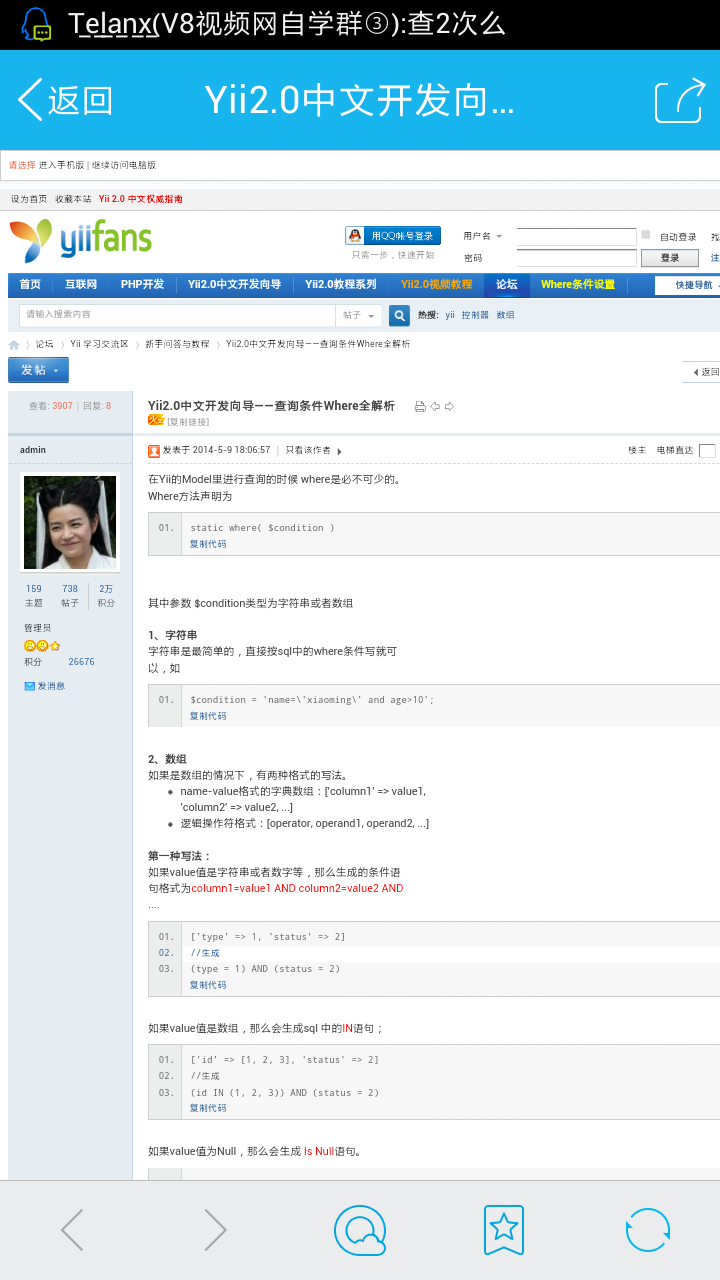 Telanx(V8视频网自学群③):查2次么
返回
Yii2.0中文开发向...
请选择 进入手机版 | 继续访问电脑版
设为首页 收藏本站 Yii 2.0 中文权威指南
yiifans
用QQ帐号登录
只需一步，快速开始
用户名
自动登录
找
密码
登录
注
首页 互联网 PHP开发 Yii2.0中文开发向导 Yii2.0教程系列 Yii2.0视频教程 论坛 Where条件设置 快捷导航
请输入搜索内容
帖子
热搜: yii 控制器 数组
论坛 〉 Yii 学习交流区 〉 新手问答与教程 〉 Yii2.0中文开发向导——查询条件Where全解析
发帖
返回
查看: 3907 | 回复: 8
Yii2.0中文开发向导——查询条件Where全解析
火
[复制链接]
admin
发表于 2014-5-9 18:06:57 | 只看该作者
楼主 电梯直达
159 738 2万
主题 帖子 积分
管理员
积分 26676
发消息
在Yii的Model里进行查询的时候 where是必不可少的。
Where方法声明为
01. static where( $condition )
复制代码
其中参数 $condition类型为字符串或者数组
1、字符串
字符串是最简单的，直接按sql中的where条件写就可
以，如
01. $condition = 'name=\'xiaoming\' and age>10';
复制代码
2、数组
如果是数组的情况下，有两种格式的写法。
• name-value格式的字典数组：['column1' => value1,
'column2' => value2, ...]
• 逻辑操作符格式：[operator, operand1, operand2, ...]
第一种写法：
如果value值是字符串或者数字等，那么生成的条件语
句格式为column1=value1 AND column2=value2 AND
....
01. ['type' => 1, 'status' => 2]
02. //生成
03. (type = 1) AND (status = 2)
复制代码
如果value值是数组，那么会生成sql 中的IN语句；
01. ['id' => [1, 2, 3], 'status' => 2]
02. //生成
03. (id IN (1, 2, 3)) AND (status = 2)
复制代码
如果value值为Null，那么会生成 Is Null语句。